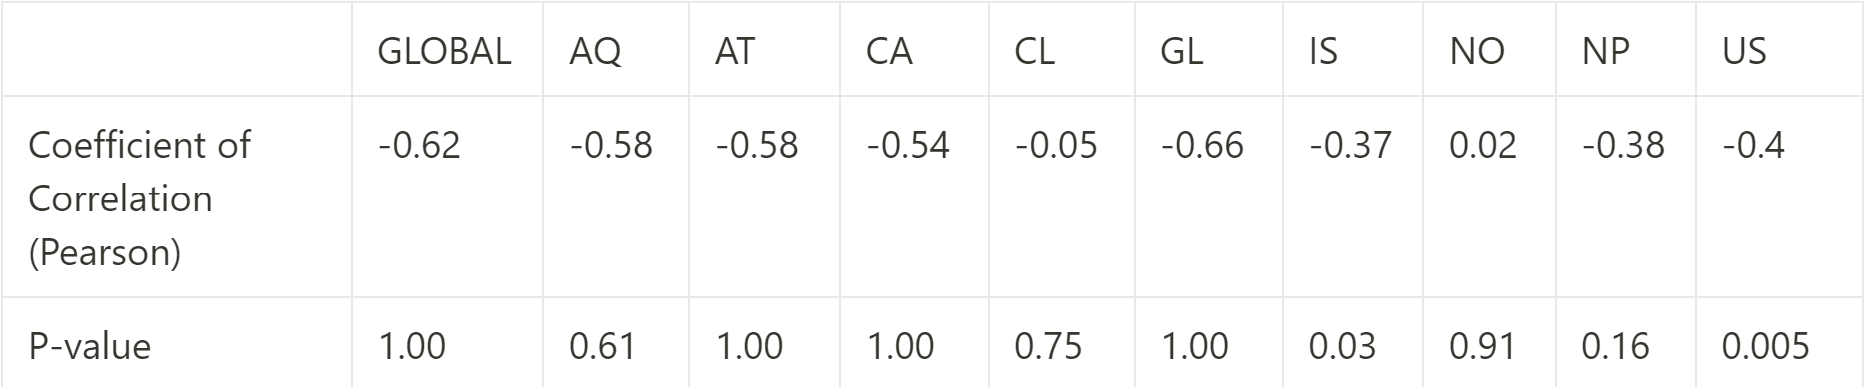 GLOBAL AQ AT CA CL GL IS NO NP US
Coefficient of -0.62 -0.58 -0.58 -0.54 -0.05 -0.66 -0.37 0.02 -0.38 -0.4
Correlation
(Pearson)
P-value 1.00 0.61 1.00 1.00 0.75 1.00 0.03 0.91 0.16 0.005